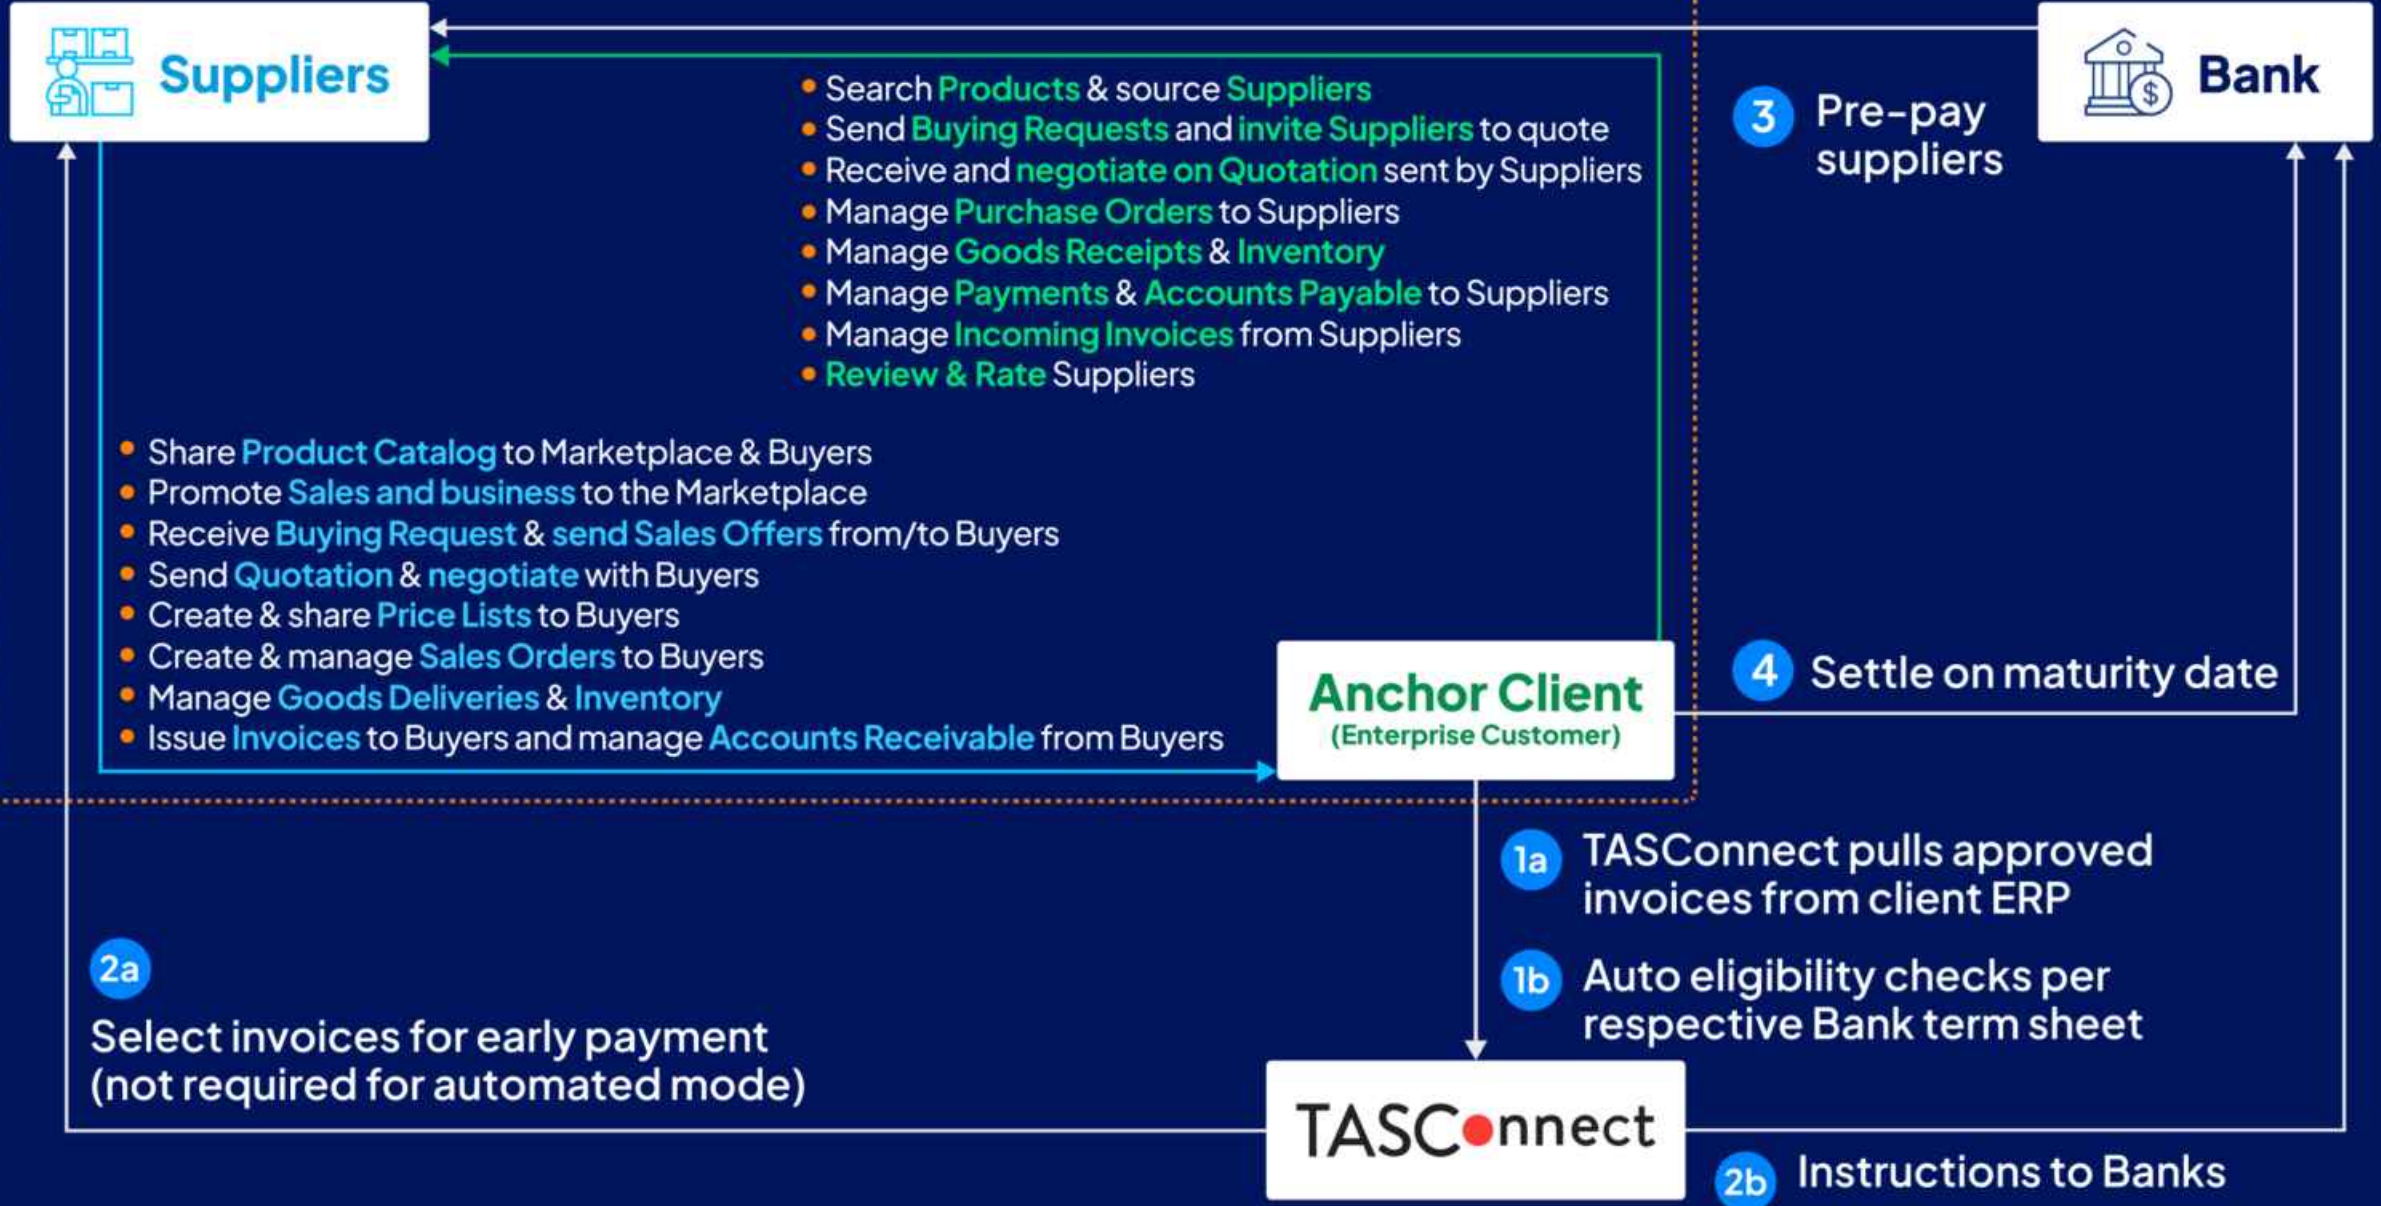 Suppliers
Bank
• Search Products & source Suppliers
• Send Buying Requests and invite Suppliers to quote
• Receive and negotiate on Quotation sent by Suppliers
• Manage Purchase Orders to Suppliers
• Manage Goods Receipts & Inventory
• Manage Payments & Accounts Payable to Suppliers
• Manage Incoming Invoices from Suppliers
• Review & Rate Suppliers
3 Pre-pay
suppliers
• Share Product Catalog to Marketplace & Buyers
• Promote Sales and business to the Marketplace
• Receive Buying Request & send Sales Offers from/to Buyers
• Send Quotation & negotiate with Buyers
• Create & share Price Lists to Buyers
• Create & manage Sales Orders to Buyers
• Manage Goods Deliveries & Inventory
• Issue Invoices to Buyers and manage Accounts Receivable from Buyers
Anchor Client
(Enterprise Customer)
4 Settle on maturity date
1a TASConnect pulls approved
invoices from client ERP
1b Auto eligibility checks per
respective Bank term sheet
2a
Select invoices for early payment
(not required for automated mode)
TASConnect
2b Instructions to Banks